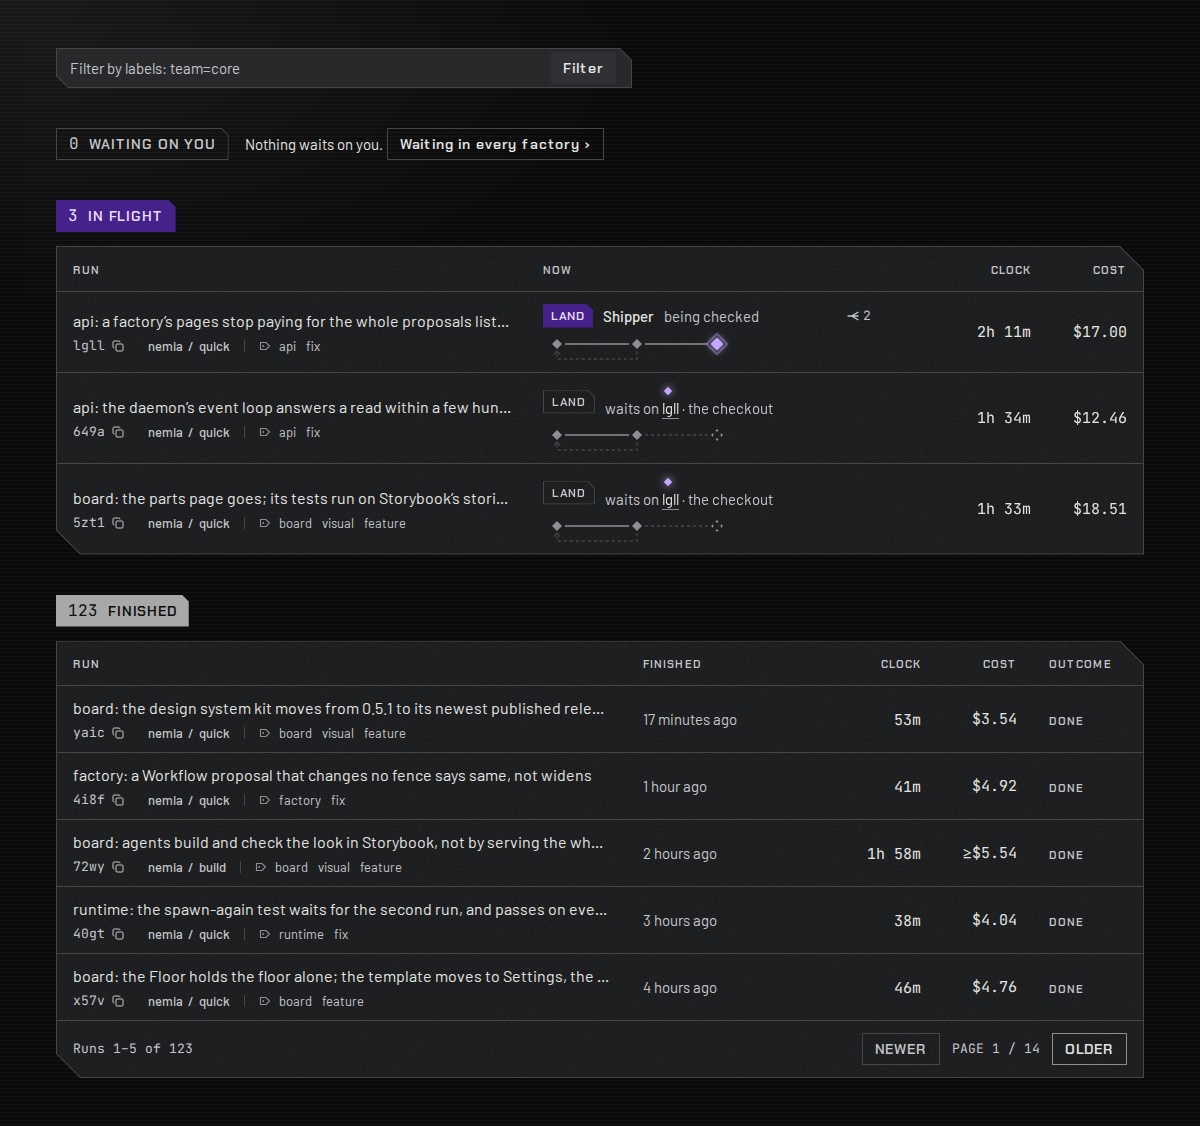 Filter by labels: team=core
Filter
0 WAITING ON YOU
Nothing waits on you.
Waiting in every factory ›
3 IN FLIGHT
RUN NOW CLOCK COST
api: a factory's pages stop paying for the whole proposals list…
LAND Shipper being checked
2
2h 11m $17.00
lgll nemla / quick api fix
api: the daemon's event loop answers a read within a few hun…
LAND waits on lgll · the checkout
1h 34m $12.46
649a nemla / quick api fix
board: the parts page goes; its tests run on Storybook's stori…
LAND waits on lgll · the checkout
1h 33m $18.51
5zt1 nemla / quick board visual feature
123 FINISHED
RUN FINISHED CLOCK COST OUTCOME
board: the design system kit moves from 0.5.1 to its newest published rele…
17 minutes ago 53m $3.54 DONE
yaic nemla / quick board visual feature
factory: a Workflow proposal that changes no fence says same, not widens
1 hour ago 41m $4.92 DONE
4i8f nemla / quick factory fix
board: agents build and check the look in Storybook, not by serving the wh…
2 hours ago 1h 58m ≥$5.54 DONE
72wy nemla / build board visual feature
runtime: the spawn-again test waits for the second run, and passes on eve…
3 hours ago 38m $4.04 DONE
40gt nemla / quick runtime fix
board: the Floor holds the floor alone; the template moves to Settings, the …
4 hours ago 46m $4.76 DONE
x57v nemla / quick board feature
Runs 1–5 of 123
NEWER PAGE 1 / 14 OLDER